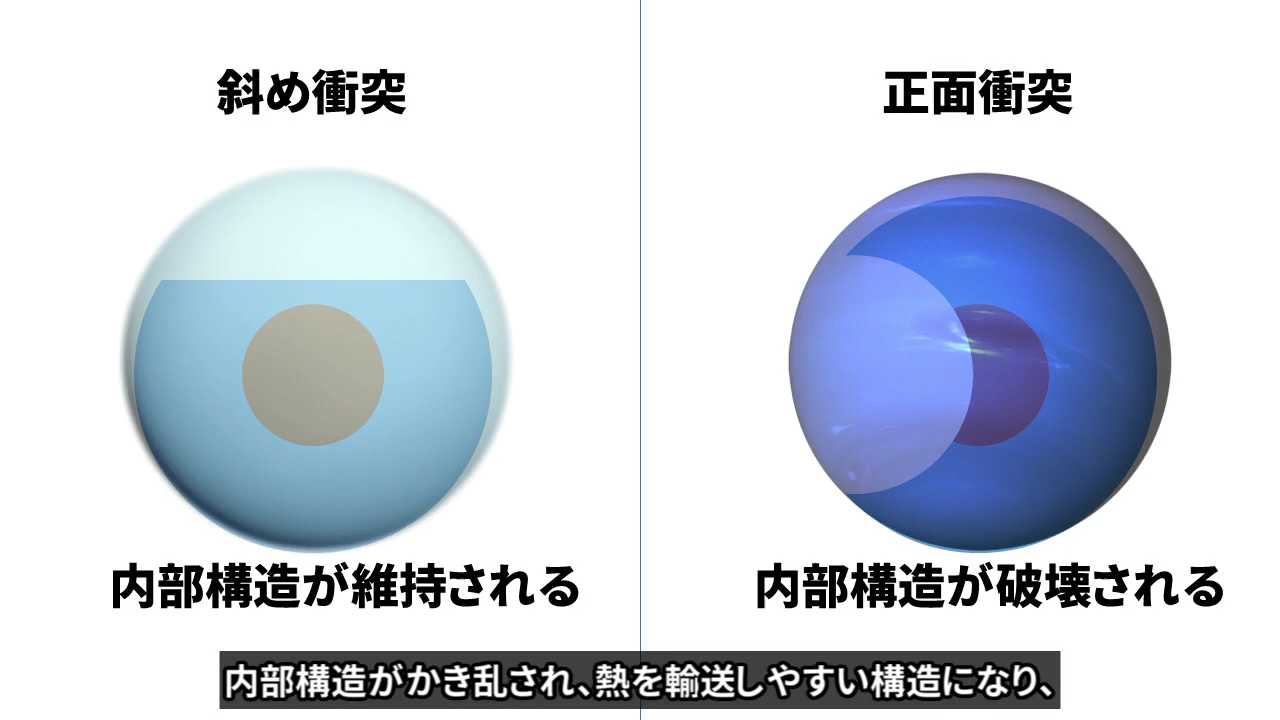 斜め衝突
正面衝突
内部構造が維持される
内部構造が破壊される
内部構造がかき乱され、熱を輸送しやすい構造になり、